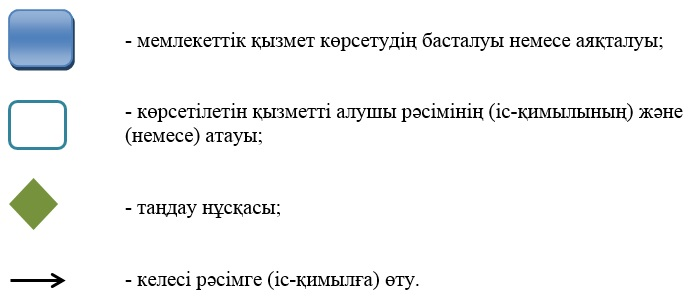 - мемлекеттік қызмет көрсетудің басталуы немесе аяқталуы;
- көрсетілетін қызметті алушы рәсімінің (іс-қимылының) және
(немесе) атауы;
- таңдау нұсқасы;
- келесі рәсімге (іс-қимылға) өту.